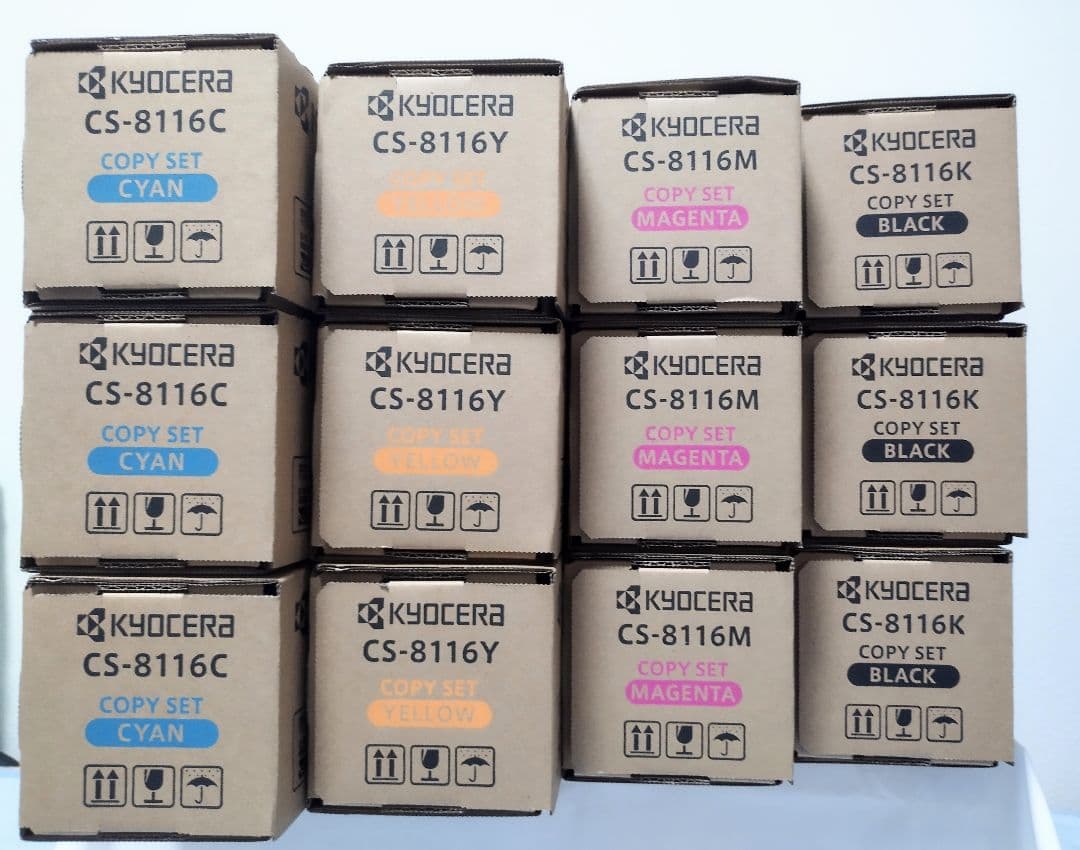 KYOCERA
CS-8116C
COPY SET
CYAN
KYOCERA
CS-8116Y
COPY SET
YELLOW
KYOCERA
CS-8116M
COPY SET
MAGENTA
KYOCERA
CS-8116K
COPY SET
BLACK
KYOCERA
CS-8116C
COPY SET
CYAN
KYOCERA
CS-8116Y
COPY SET
YELLOW
KYOCERA
CS-8116M
COPY SET
MAGENTA
KYOCERA
CS-8116K
COPY SET
BLACK
KYOCERA
CS-8116C
COPY SET
CYAN
KYOCERA
CS-8116Y
COPY SET
YELLOW
KYOCERA
CS-8116M
COPY SET
MAGENTA
KYOCERA
CS-8116K
COPY SET
BLACK